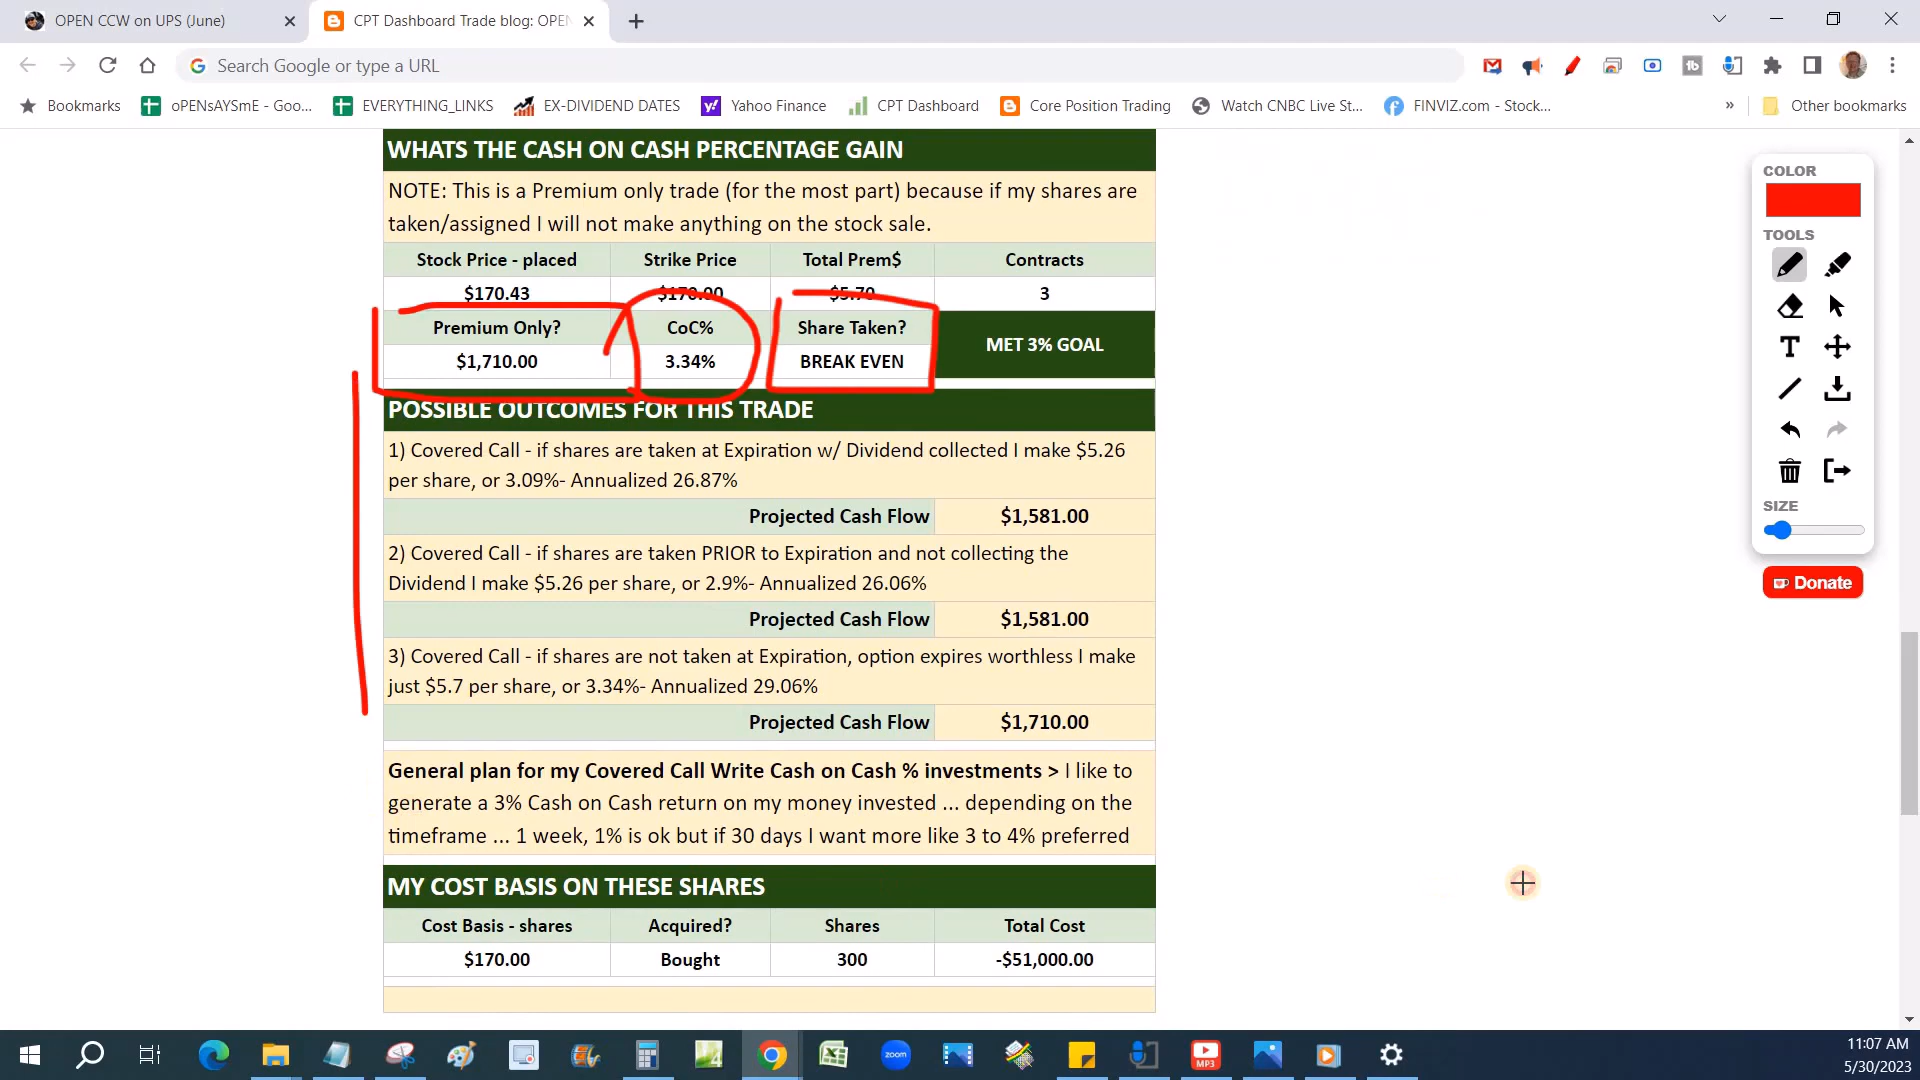 OPEN CCW on UPS (June)
CPT Dashboard Trade blog: OPEN
Search Google or type a URL
Bookmarks
oPENsAYSmE - Goo...
EVERYTHING_LINKS
EX-DIVIDEND DATES
Yahoo Finance
CPT Dashboard
Core Position Trading
Watch CNBC Live St...
FINVIZ.com - Stock...
»
Other bookmarks
WHATS THE CASH ON CASH PERCENTAGE GAIN
NOTE: This is a Premium only trade (for the most part) because if my shares are
taken/assigned I will not make anything on the stock sale.
Stock Price - placed Strike Price Total Prem$ Contracts
$170.43 $170.00 $5.70 3
Premium Only? CoC% Share Taken?
MET 3% GOAL
$1,710.00 3.34% BREAK EVEN
POSSIBLE OUTCOMES FOR THIS TRADE
1) Covered Call - if shares are taken at Expiration w/ Dividend collected I make $5.26
per share, or 3.09%- Annualized 26.87%
Projected Cash Flow $1,581.00
2) Covered Call - if shares are taken PRIOR to Expiration and not collecting the
Dividend I make $5.26 per share, or 2.9%- Annualized 26.06%
Projected Cash Flow $1,581.00
3) Covered Call - if shares are not taken at Expiration, option expires worthless I make
just $5.7 per share, or 3.34%- Annualized 29.06%
Projected Cash Flow $1,710.00
General plan for my Covered Call Write Cash on Cash % investments > I like to
generate a 3% Cash on Cash return on my money invested ... depending on the
timeframe ... 1 week, 1% is ok but if 30 days I want more like 3 to 4% preferred
MY COST BASIS ON THESE SHARES
Cost Basis - shares Acquired? Shares Total Cost
$170.00 Bought 300 -$51,000.00
COLOR
TOOLS
T
SIZE
Donate
zoom
MP3
11:07 AM
5/30/2023